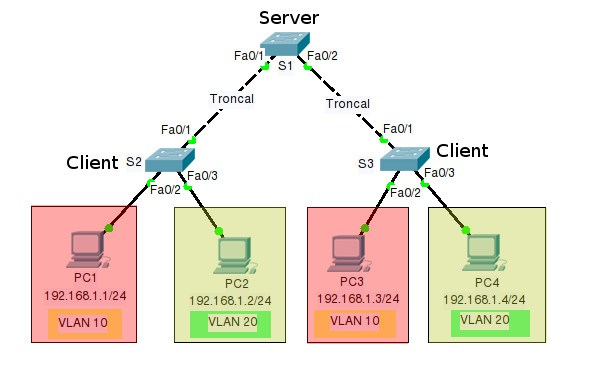 Server
Fa0/1
Fa0/2
S1
Troncal
Troncal
Fa0/1
Fa0/1
Client
S2
Fa0/3
Fa0/2
S3
Client
Fa0/3
Fa0/2
PC1
192.168.1.1/24
VLAN 10
PC2
192.168.1.2/24
VLAN 20
PC3
192.168.1.3/24
VLAN 10
PC4
192.168.1.4/24
VLAN 20